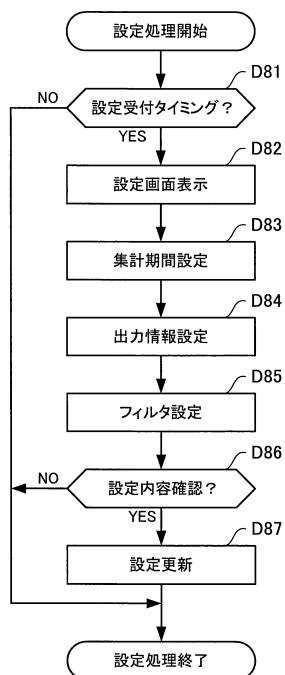 設定処理開始
D81
設定受付タイミング？
NO
YES
D82
設定画面表示
D83
集計期間設定
D84
出力情報設定
D85
フィルタ設定
D86
設定内容確認？
NO
YES
D87
設定更新
設定処理終了